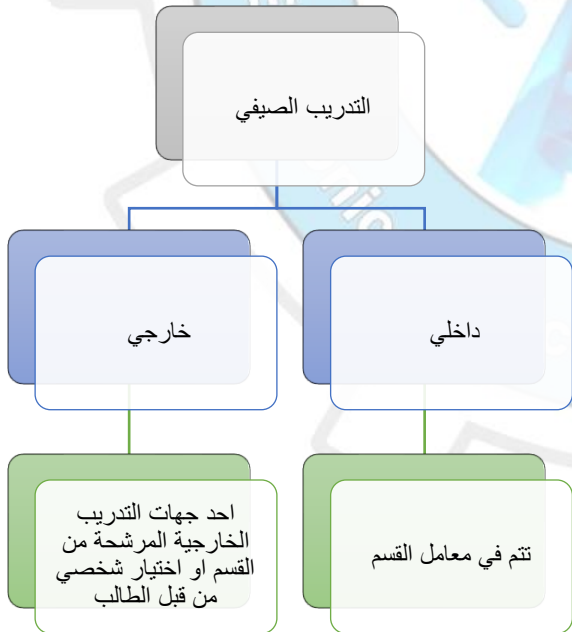 التدريب الصيفي
داخلي
خارجي
تتم في معامل القسم
احد جهات التدريب
الخارجية المرشحة من
القسم او اختيار شخصي
من قبل الطالب